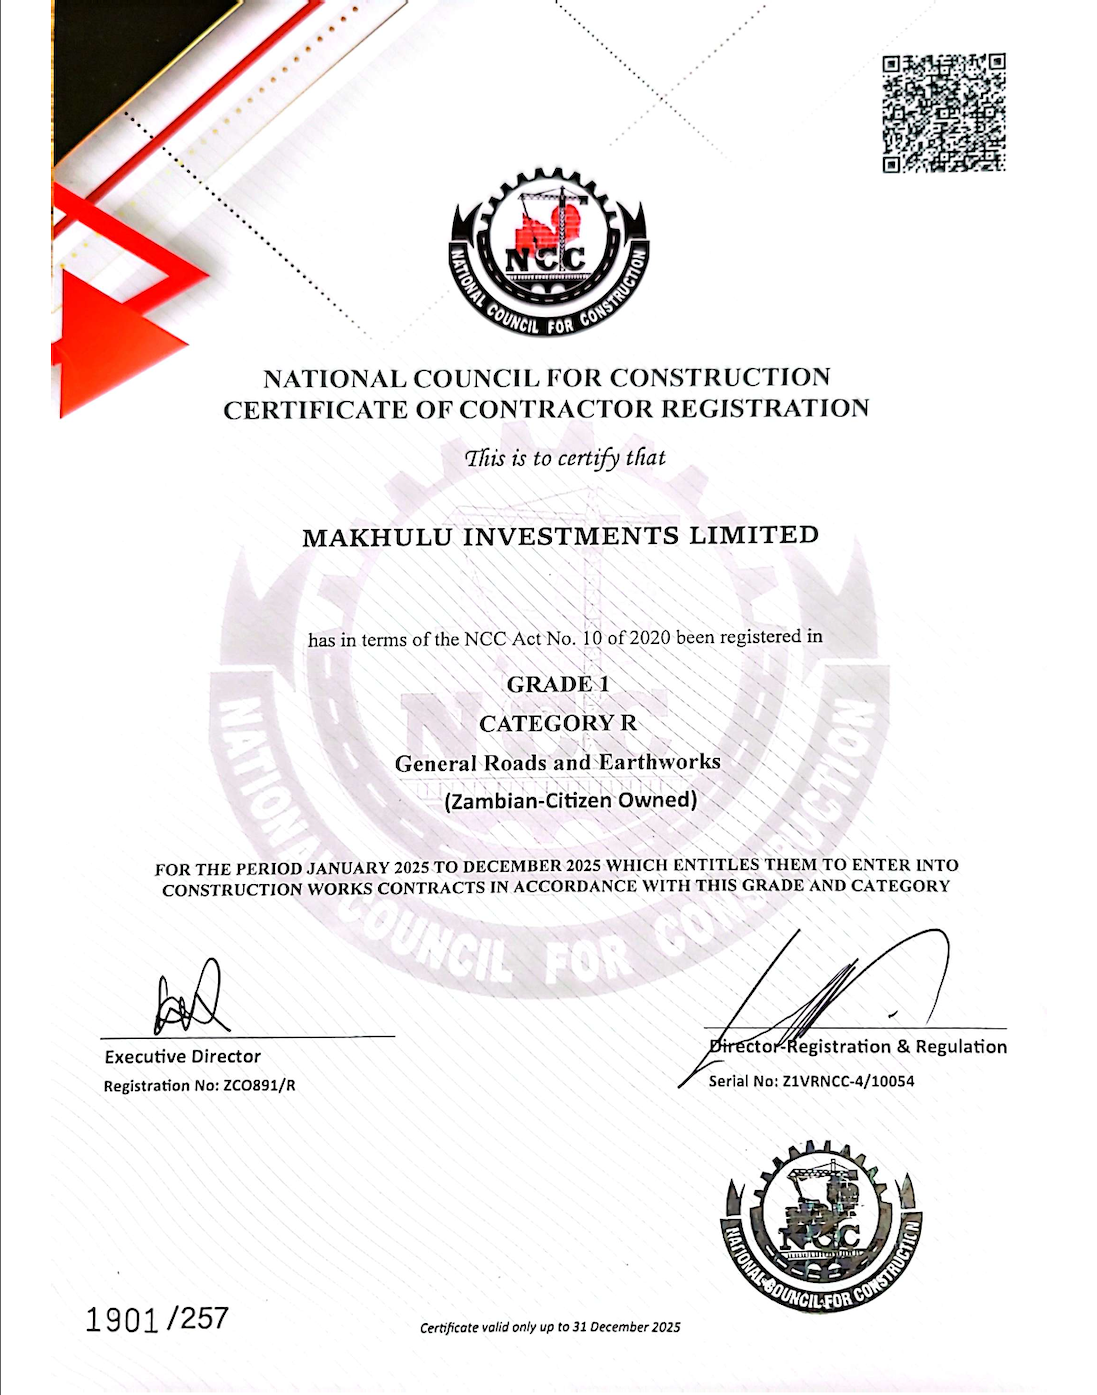 NCC
NATIONAL COUNCIL FOR CONSTRUCTION
NATIONAL COUNCIL FOR CONSTRUCTION
CERTIFICATE OF CONTRACTOR REGISTRATION
This is to certify that
MAKHULU INVESTMENTS LIMITED
has in terms of the NCC Act No. 10 of 2020 been registered in
GRADE 1
CATEGORY R
General Roads and Earthworks
(Zambian-Citizen Owned)
NCC
NATIONAL COUNCIL FOR CONSTRUCTION
FOR THE PERIOD JANUARY 2025 TO DECEMBER 2025 WHICH ENTITLES THEM TO ENTER INTO
CONSTRUCTION WORKS CONTRACTS IN ACCORDANCE WITH THIS GRADE AND CATEGORY
Executive Director
Registration No: ZCO891/R
Director-Registration & Regulation
Serial No: Z1VRNCC-4/10054
NCC
NATIONAL COUNCIL FOR CONSTRUCTION
1901/257
Certificate valid only up to 31 December 2025